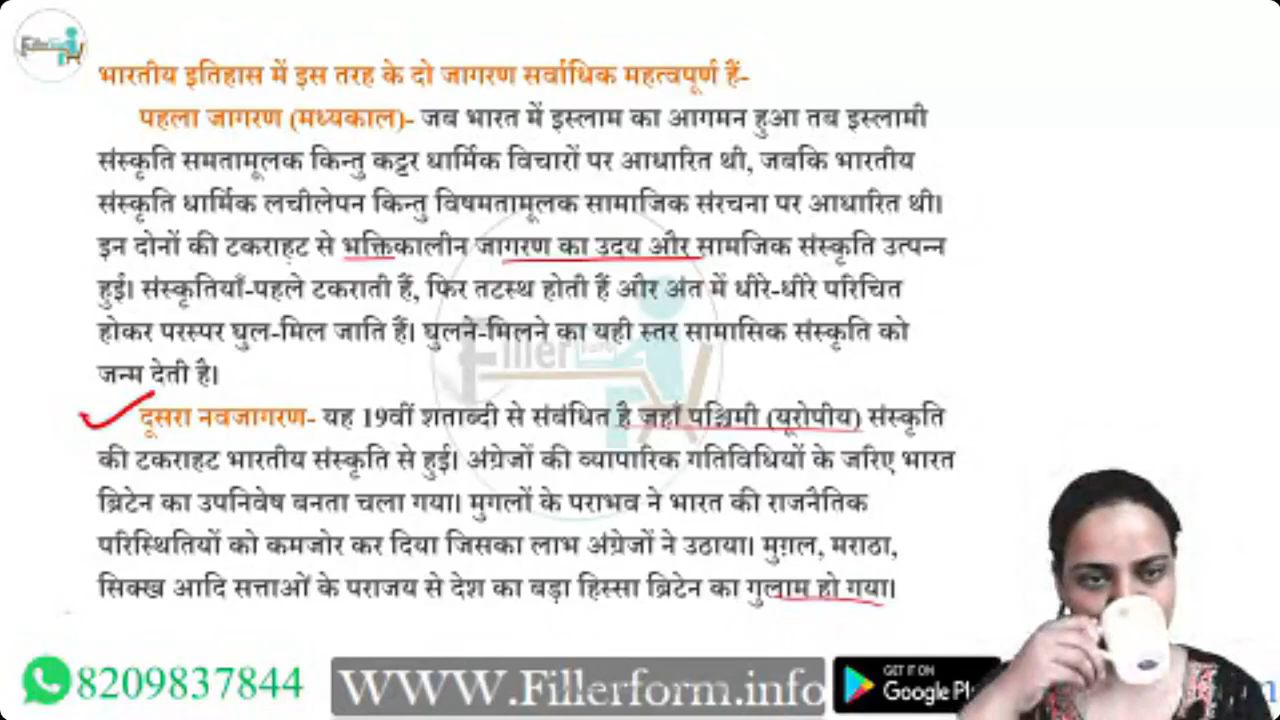 Fillerform
भारतीय इतिहास में इस तरह के दो जागरण सर्वाधिक महत्वपूर्ण हैं-
पहला जागरण (मध्यकाल)- जब भारत में इस्लाम का आगमन हुआ तब इस्लामी
संस्कृति समतामूलक किन्तु कट्टर धार्मिक विचारों पर आधारित थी, जबकि भारतीय
संस्कृति धार्मिक लचीलेपन किन्तु विषमतामूलक सामाजिक संरचना पर आधारित थी।
इन दोनों की टकराहट से भक्तिकालीन जागरण का उदय और सामजिक संस्कृति उत्पन्न
हुई। संस्कृतियाँ-पहले टकराती हैं, फिर तटस्थ होती हैं और अंत में धीरे-धीरे परिचित
होकर परस्पर घुल-मिल जाति हैं। घुलने-मिलने का यही स्तर सामासिक संस्कृति को
जन्म देती है।
दूसरा नवजागरण- यह 19वीं शताब्दी से संबंधित है जहाँ पश्चिमी (यूरोपीय) संस्कृति
की टकराहट भारतीय संस्कृति से हुई। अंग्रेजों की व्यापारिक गतिविधियों के जरिए भारत
ब्रिटेन का उपनिवेष बनता चला गया। मुगलों के पराभव ने भारत की राजनैतिक
परिस्थितियों को कमजोर कर दिया जिसका लाभ अंग्रेजों ने उठाया। मुग़ल, मराठा,
सिक्ख आदि सत्ताओं के पराजय से देश का बड़ा हिस्सा ब्रिटेन का गुलाम हो गया।
8209837844 WWW.Fillerform.info GET IT ON Google Pl